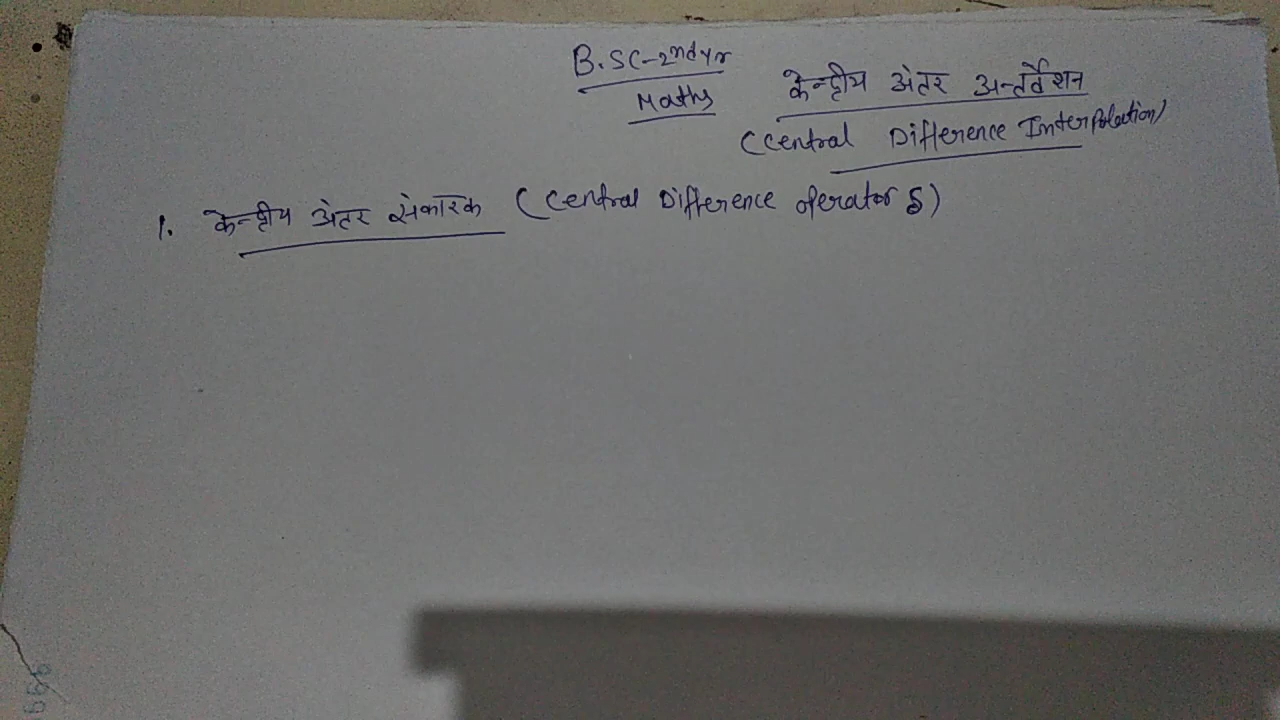 B.SC-2nd yr
Maths
केन्द्रीय अंतर अन्तर्वेशन
(Central Difference Interpolation)
1. केन्द्रीय अंतर संकारक (Central Difference operator δ)